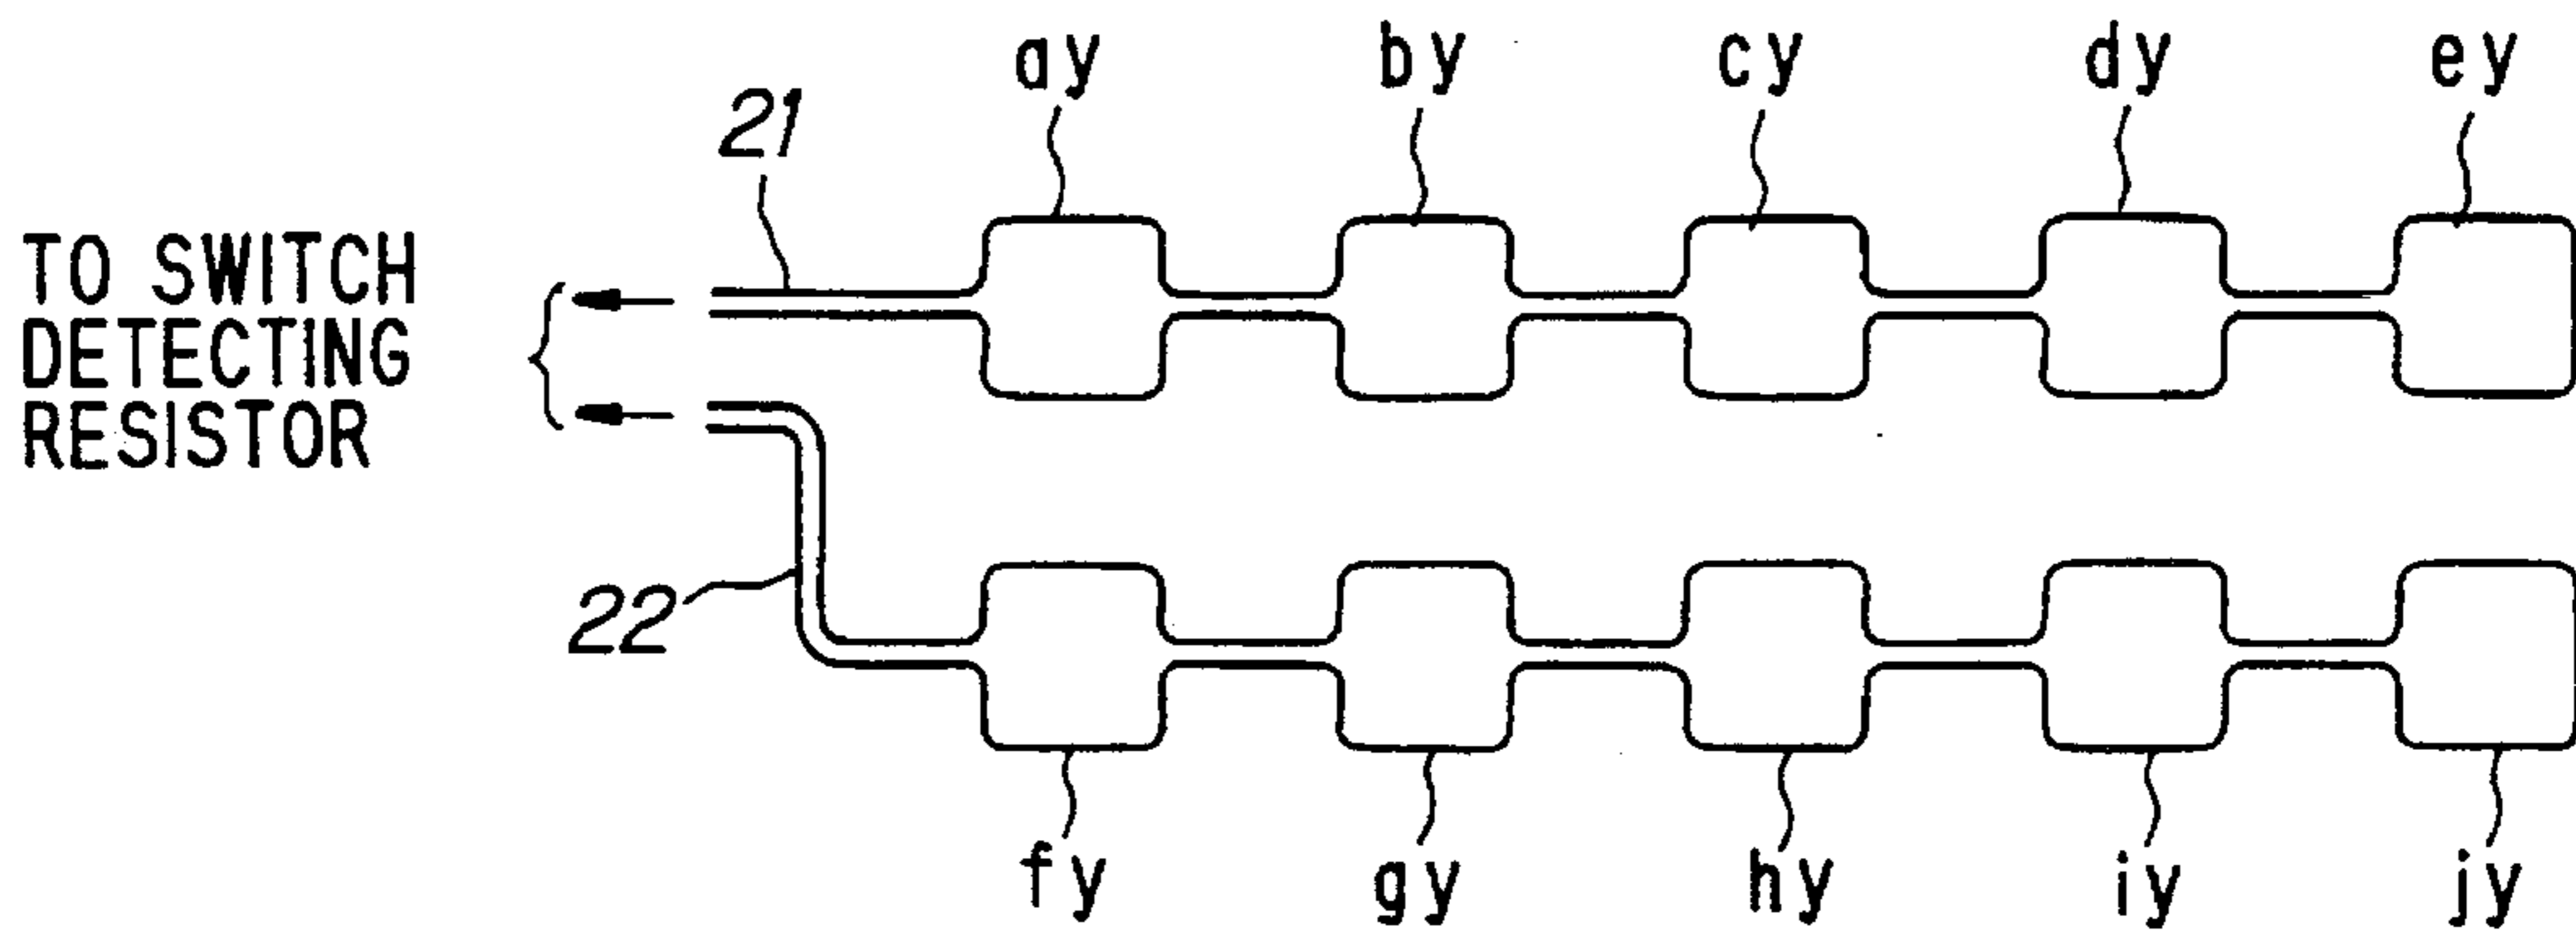 ay by cy dy ey
21
TO SWITCH
DETECTING
RESISTOR
22
fy gy hy iy jy